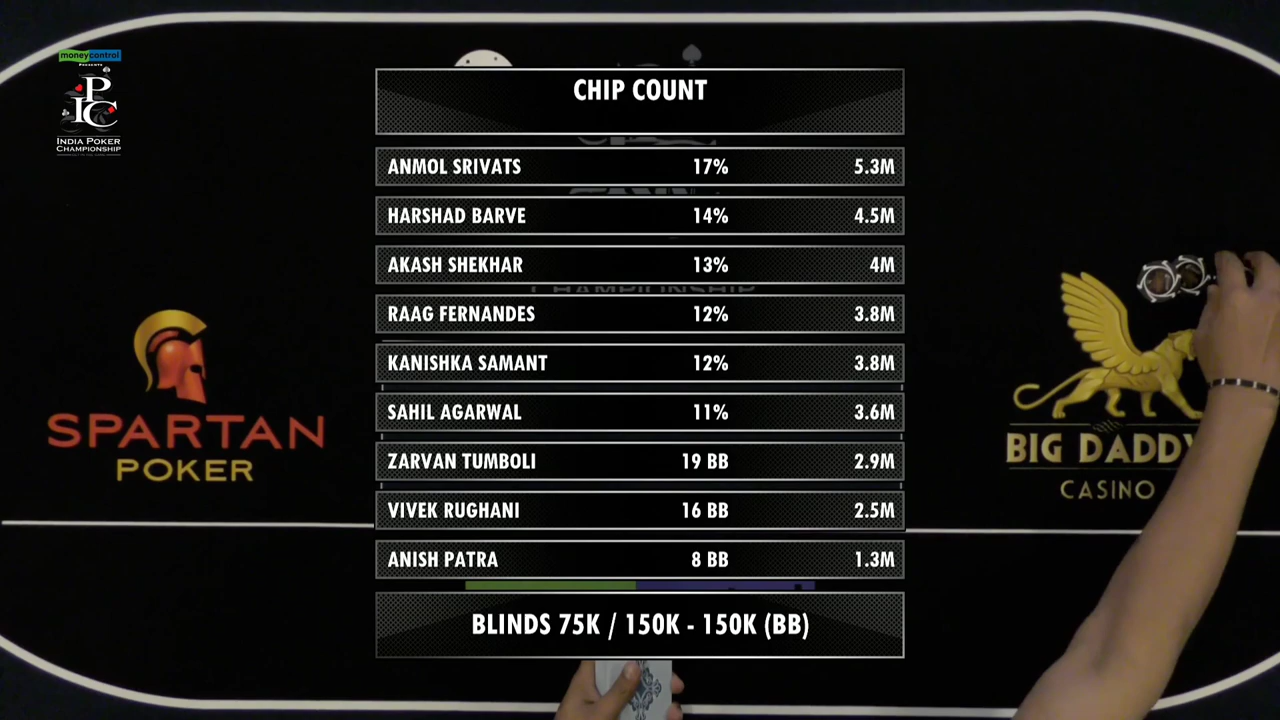 moneycontrol
PRESENTS
IPC
INDIA POKER
CHAMPIONSHIP
CHIP COUNT
ANMOL SRIVATS 17% 5.3M
HARSHAD BARVE 14% 4.5M
AKASH SHEKHAR 13% 4M
CHAMPIONSHIP
RAAG FERNANDES 12% 3.8M
KANISHKA SAMANT 12% 3.8M
SAHIL AGARWAL 11% 3.6M
ZARVAN TUMBOLI 19 BB 2.9M
VIVEK RUGHANI 16 BB 2.5M
ANISH PATRA 8 BB 1.3M
BLINDS 75K / 150K - 150K (BB)
SPARTAN
POKER
BIG DADDY
CASINO